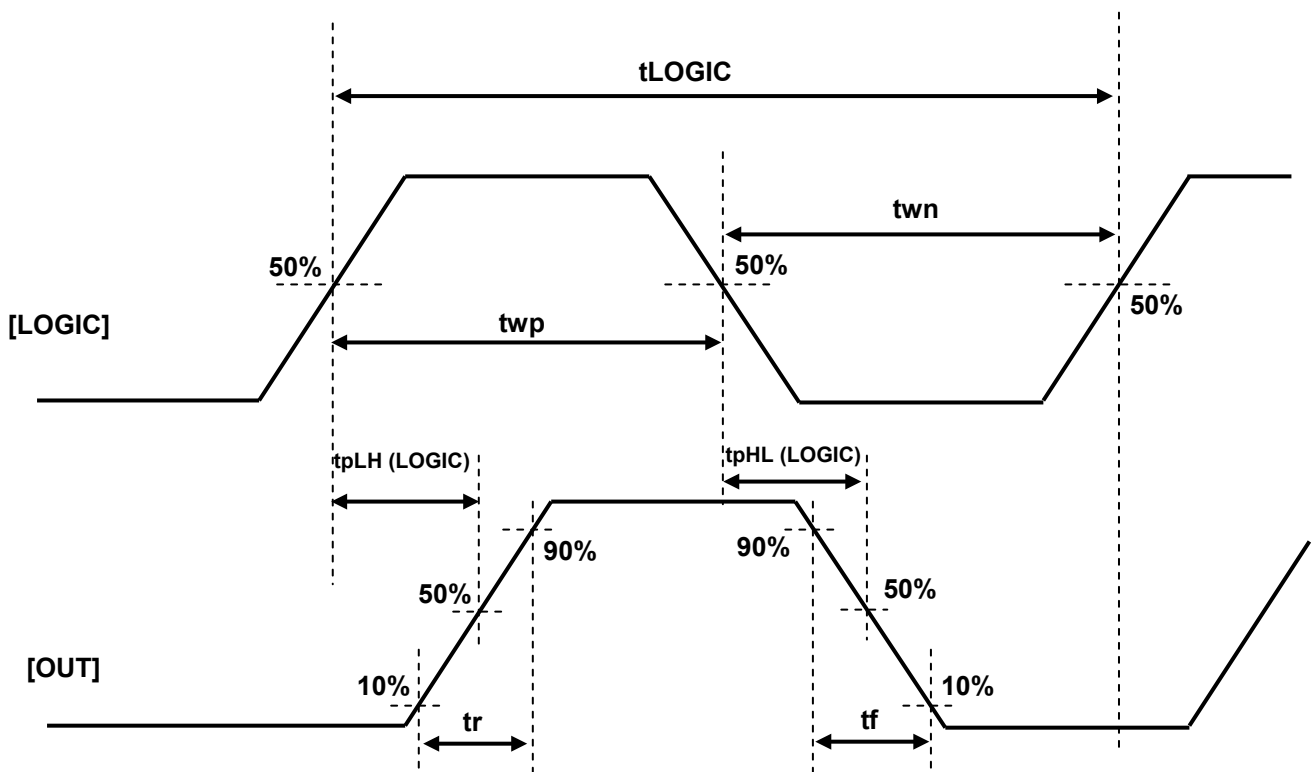 tLOGIC
twn
50%
50%
50%
[LOGIC]
twp
tpLH (LOGIC)
tpHL (LOGIC)
90%
90%
50%
50%
[OUT]
10%
10%
tr
tf